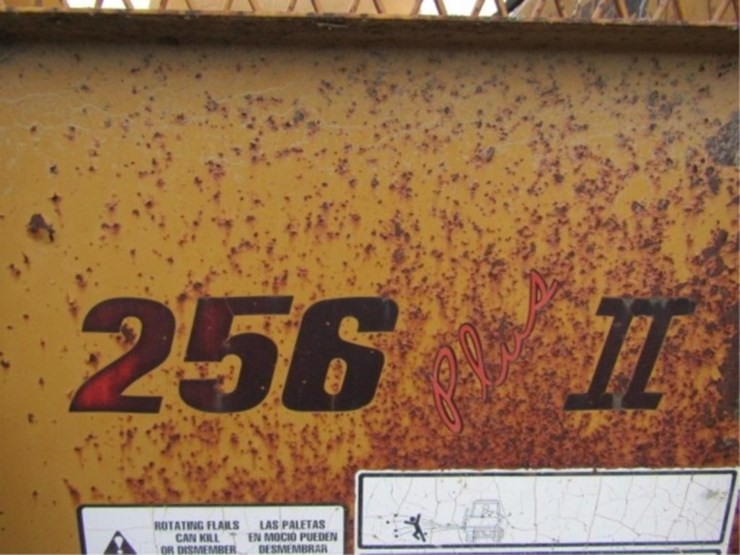 256 Plus II
ROTATING FLAILS
CAN KILL
OR DISMEMBER
LAS PALETAS
EN MOCIÓ PUEDEN
DESMEMBRAR